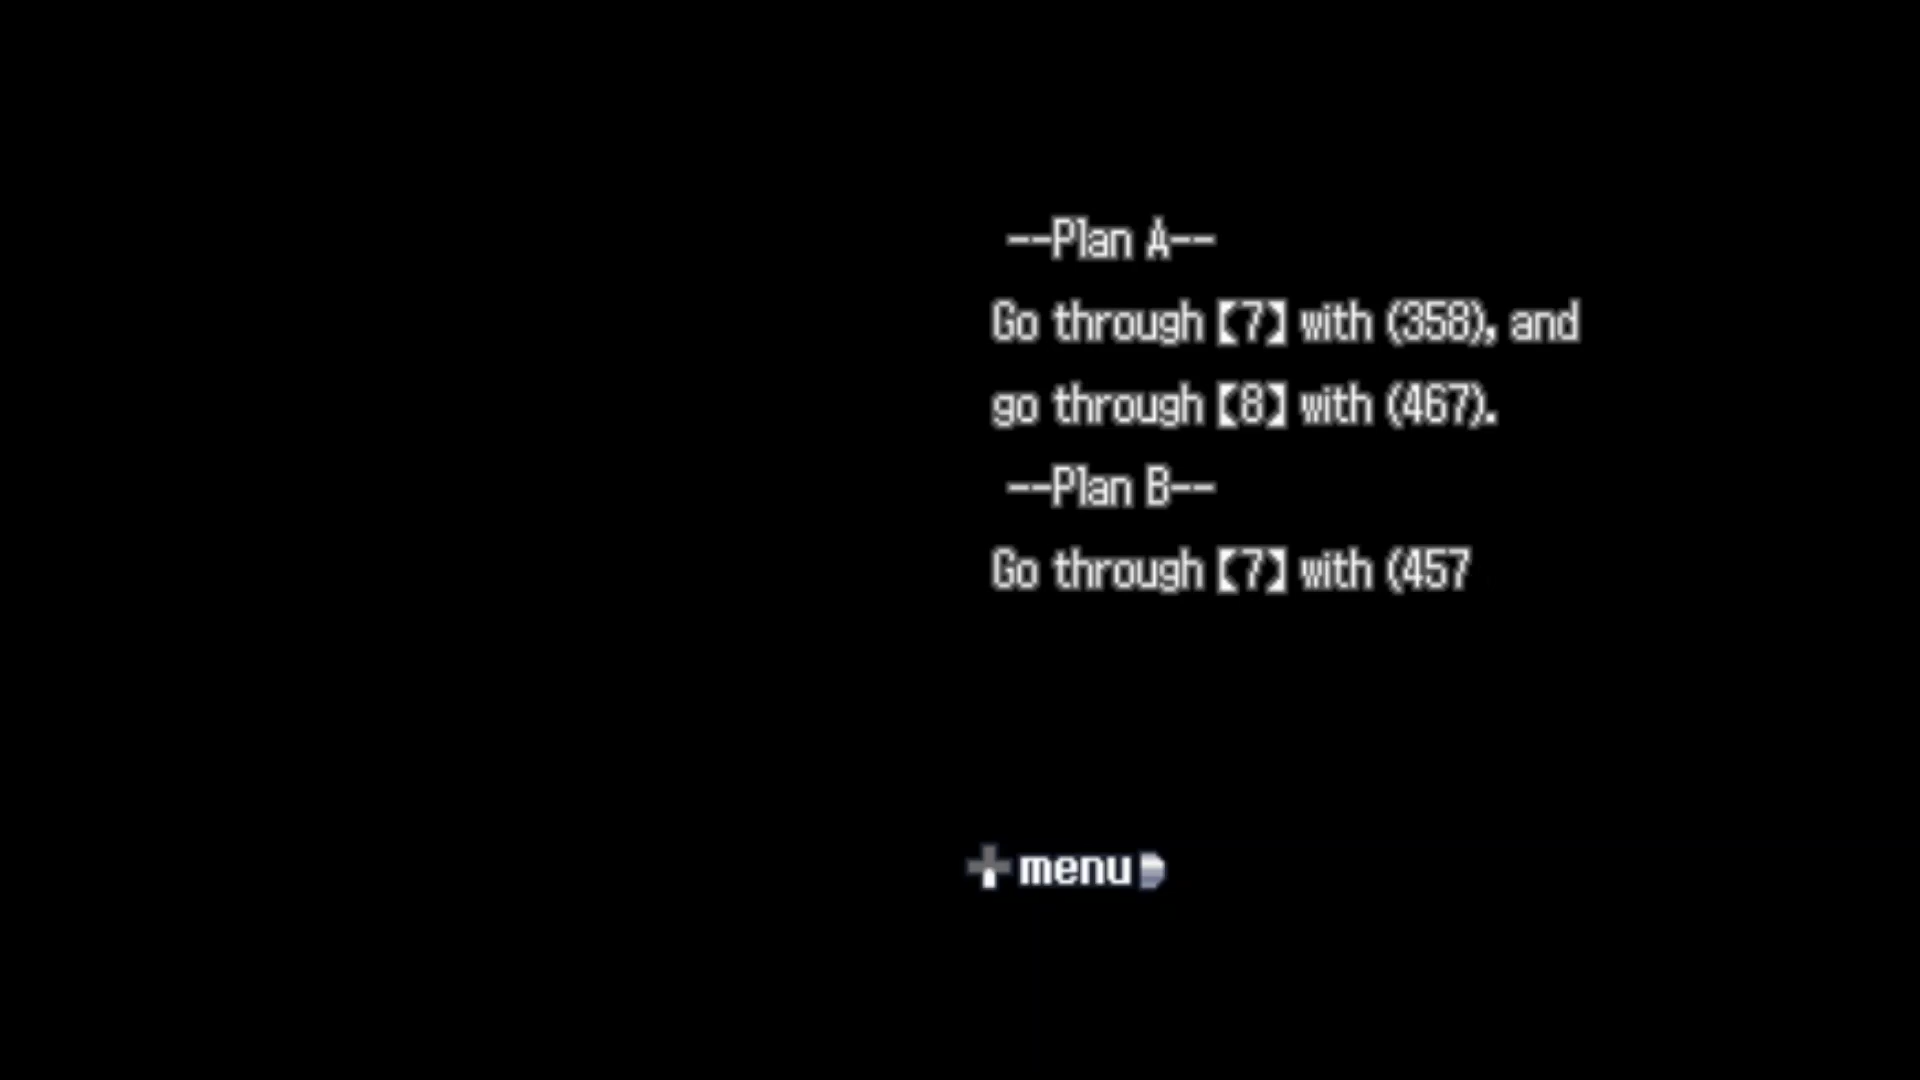 --Plan A--
Go through 【7】 with (358), and
go through 【8】 with (467).
--Plan B--
Go through 【7】 with (457
menu